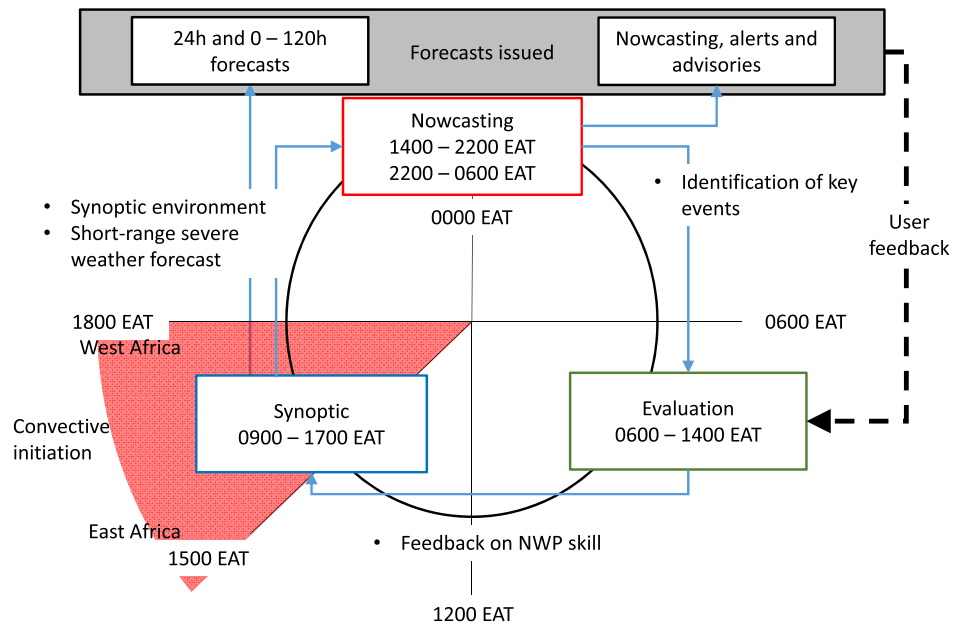 24h and 0 – 120h
forecasts
Forecasts issued
Nowcasting, alerts and
advisories
Nowcasting
1400 – 2200 EAT
2200 – 0600 EAT
• Identification of key
events
• Synoptic environment
• Short-range severe
weather forecast
0000 EAT
User
feedback
1800 EAT
0600 EAT
West Africa
Synoptic
0900 – 1700 EAT
Evaluation
0600 – 1400 EAT
Convective
initiation
East Africa
1500 EAT
• Feedback on NWP skill
1200 EAT